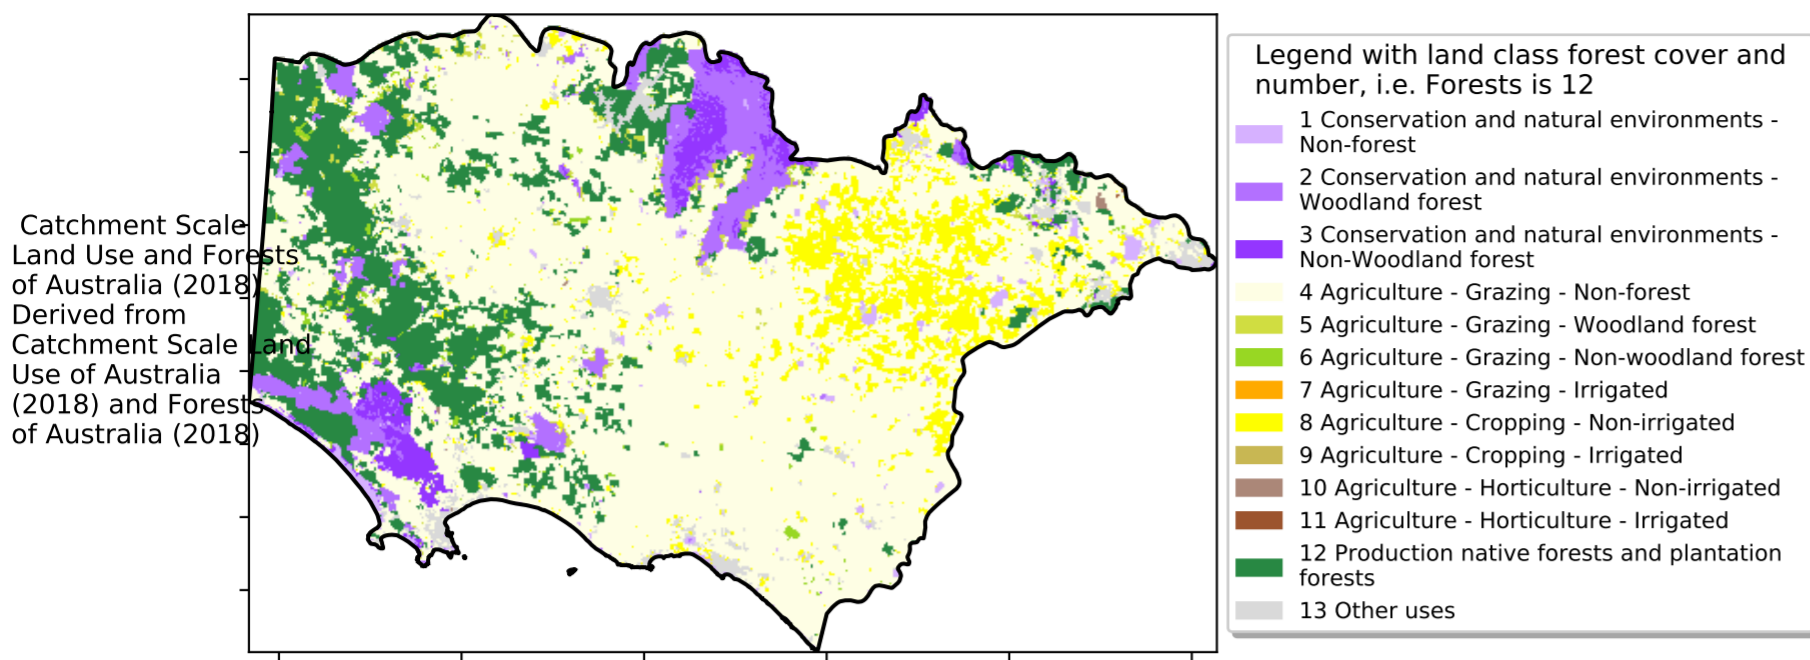 Catchment Scale
Land Use and Forests
of Australia (2018)
Derived from
Catchment Scale Land
Use of Australia
(2018) and Forests
of Australia (2018)
Legend with land class forest cover and
number, i.e. Forests is 12
1 Conservation and natural environments -
Non-forest
2 Conservation and natural environments -
Woodland forest
3 Conservation and natural environments -
Non-Woodland forest
4 Agriculture - Grazing - Non-forest
5 Agriculture - Grazing - Woodland forest
6 Agriculture - Grazing - Non-woodland forest
7 Agriculture - Grazing - Irrigated
8 Agriculture - Cropping - Non-irrigated
9 Agriculture - Cropping - Irrigated
10 Agriculture - Horticulture - Non-irrigated
11 Agriculture - Horticulture - Irrigated
12 Production native forests and plantation
forests
13 Other uses